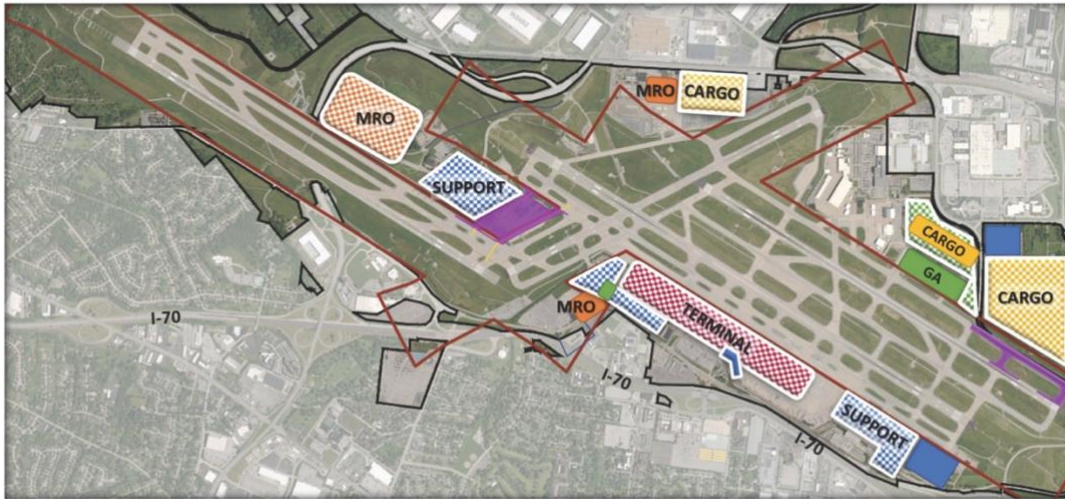 MRO
CARGO
MRO
SUPPORT
CARGO
GA
CARGO
MRO
TERMINAL
I-70
I-70
SUPPORT
I-70